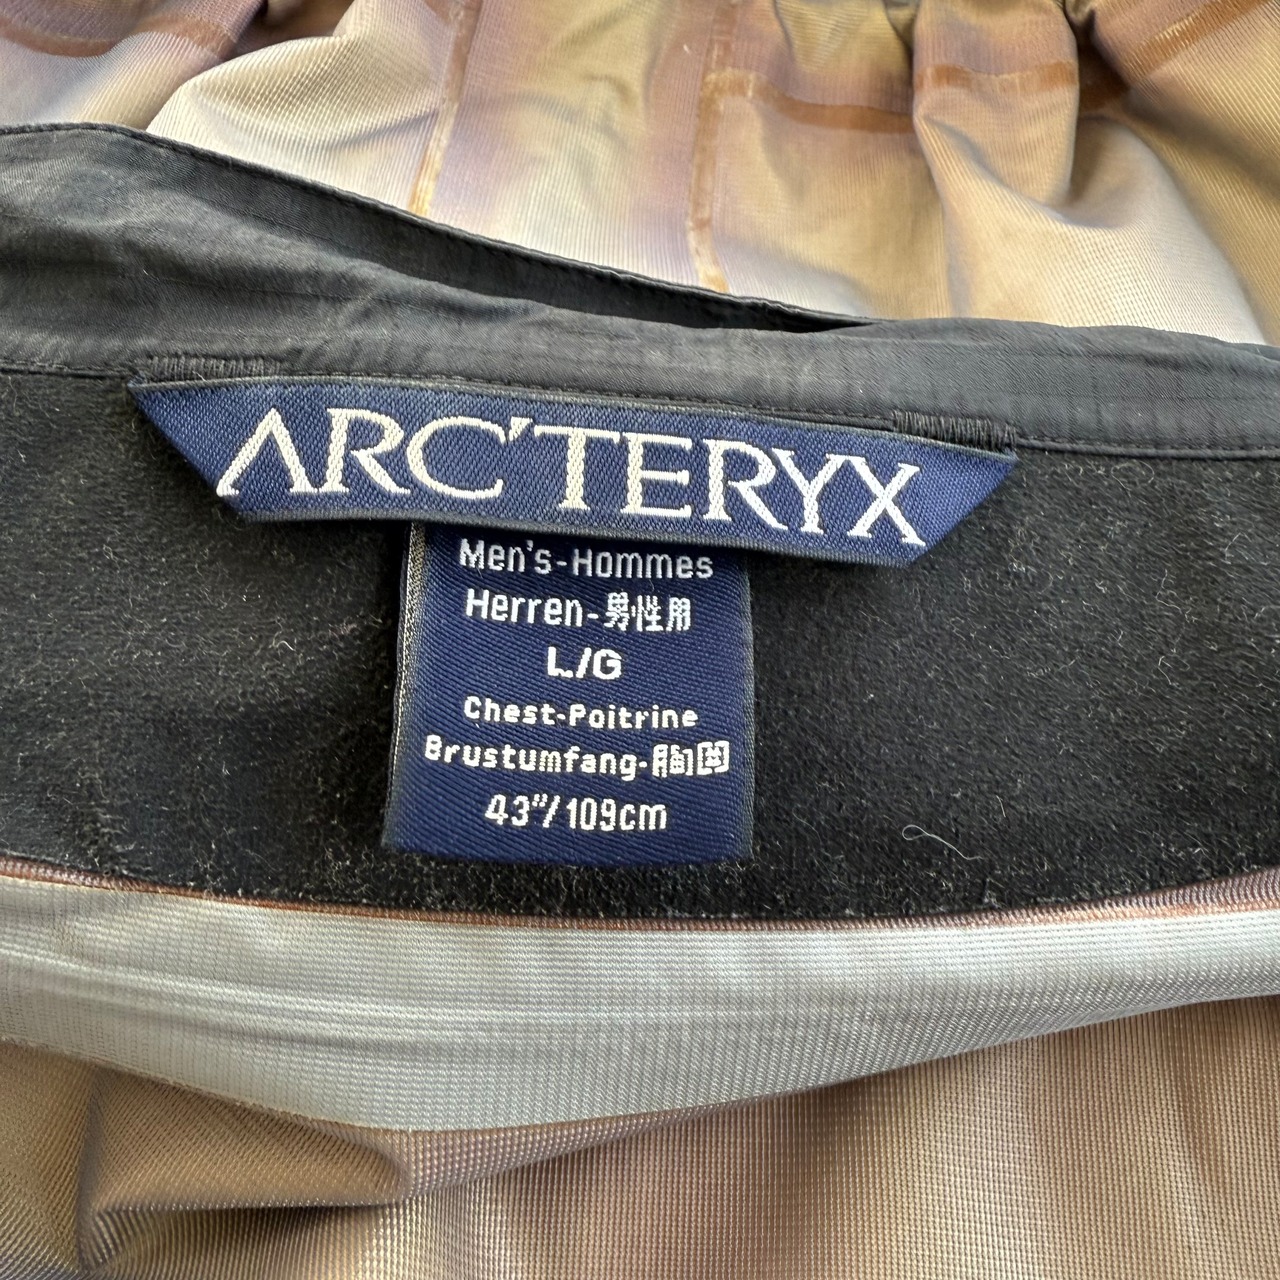 ARC'TERYX
Men's-Hommes
Herren-男性用
L/G
Chest-Poitrine
Brustumfang-胸囲
43"/109cm